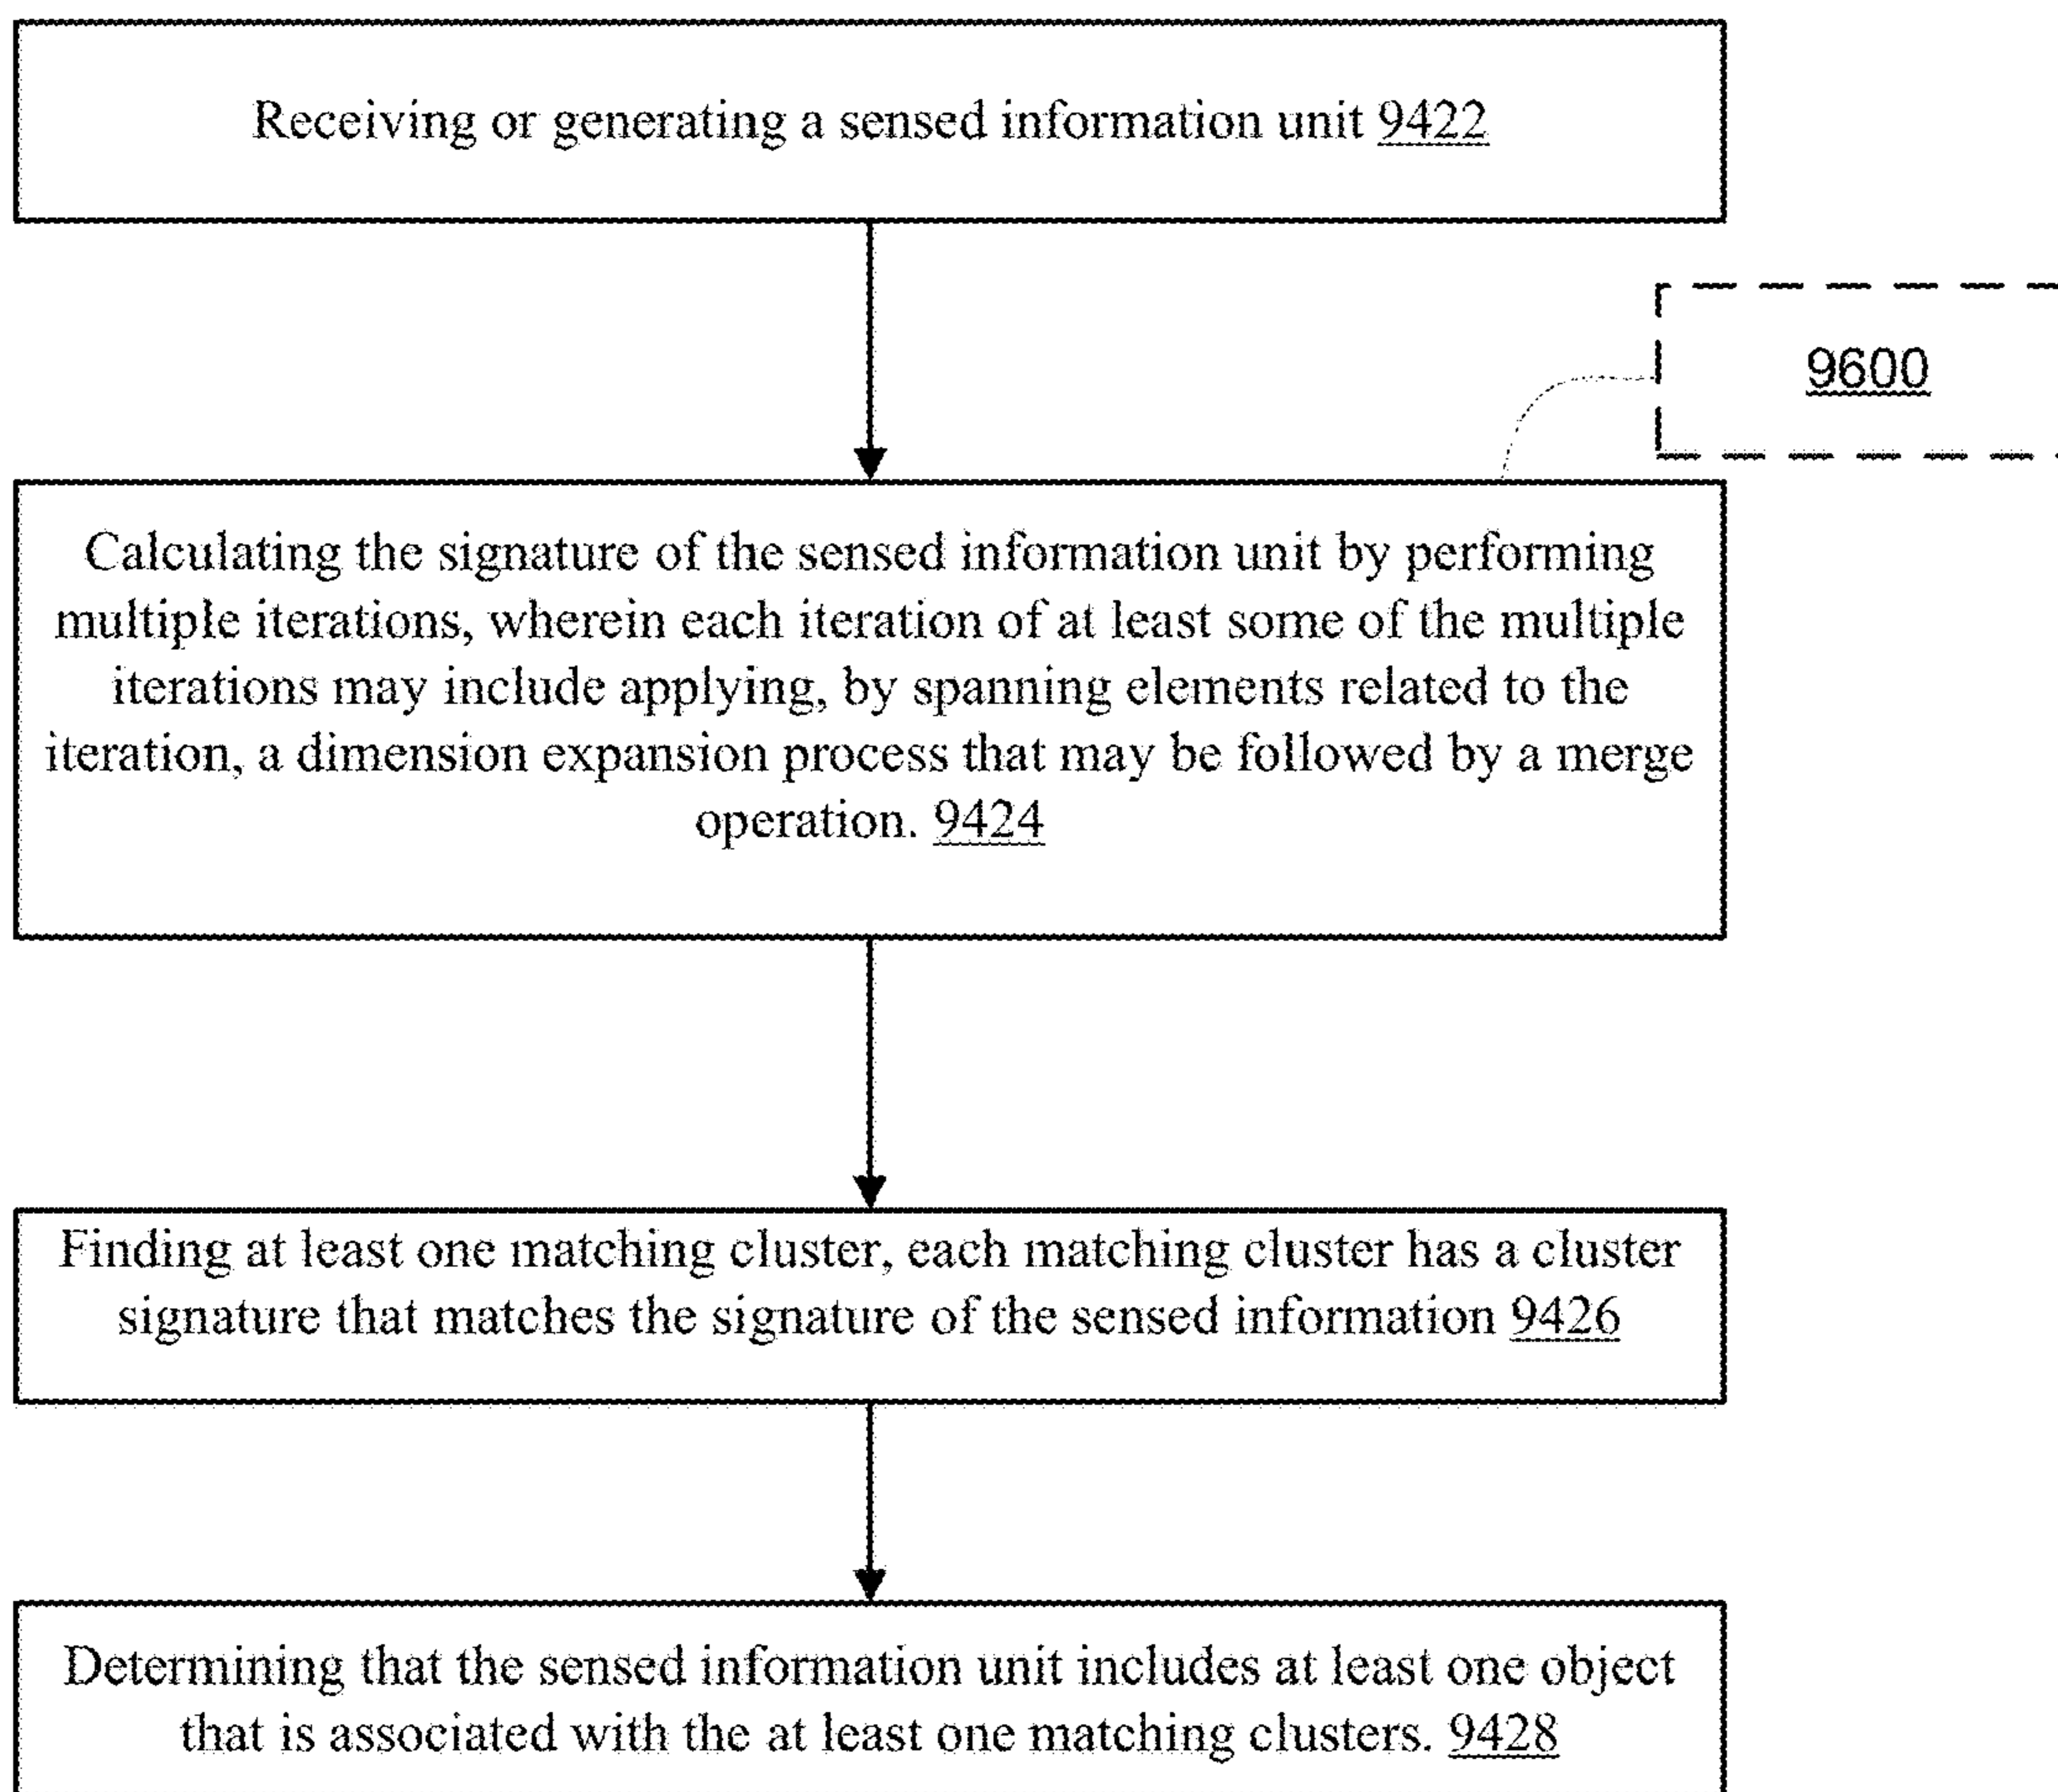 Receiving or generating a sensed information unit 9422
9600
Calculating the signature of the sensed information unit by performing
multiple iterations, wherein each iteration of at least some of the multiple
iterations may include applying, by spanning elements related to the
iteration, a dimension expansion process that may be followed by a merge
operation. 9424
Finding at least one matching cluster, each matching cluster has a cluster
signature that matches the signature of the sensed information 9426
Determining that the sensed information unit includes at least one object
that is associated with the at least one matching clusters. 9428